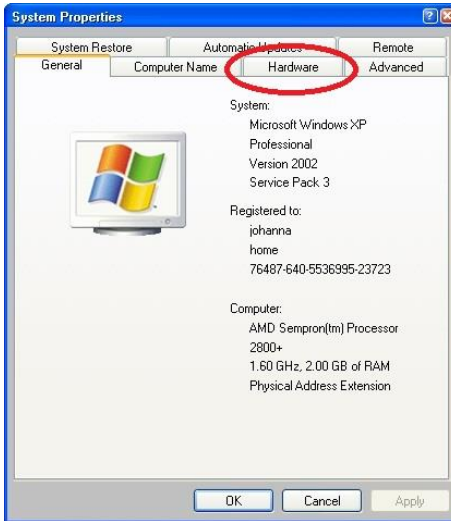 System Properties
System Restore Automatic Updates Remote
General Computer Name Hardware Advanced
System:
Microsoft Windows XP
Professional
Version 2002
Service Pack 3
Registered to:
johanna
home
76487-640-5536995-23723
Computer:
AMD Sempron(tm) Processor
2800+
1.60 GHz, 2.00 GB of RAM
Physical Address Extension
OK Cancel Apply